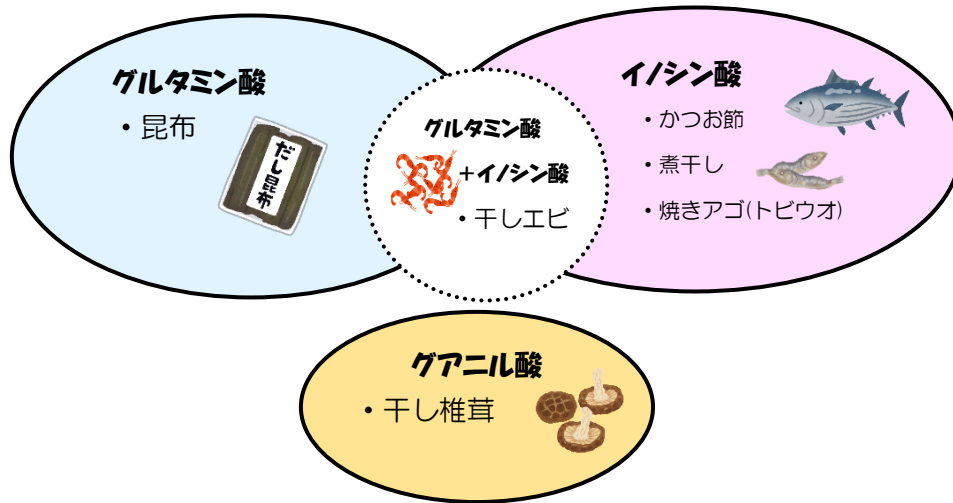 グルタミン酸
・昆布
だし昆布
グルタミン酸
+イノシン酸
・干しエビ
イノシン酸
・かつお節
・煮干し
・焼きアゴ(トビウオ)
グアニル酸
・干し椎茸